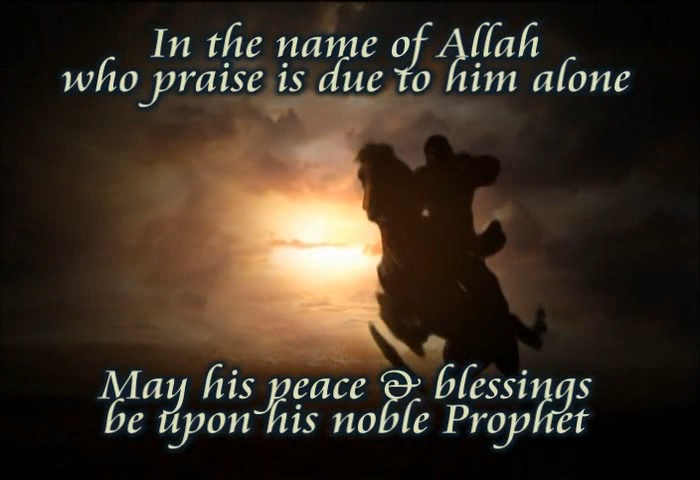 In the name of Allah
who praise is due to him alone
May his peace & blessings
be upon his noble Prophet